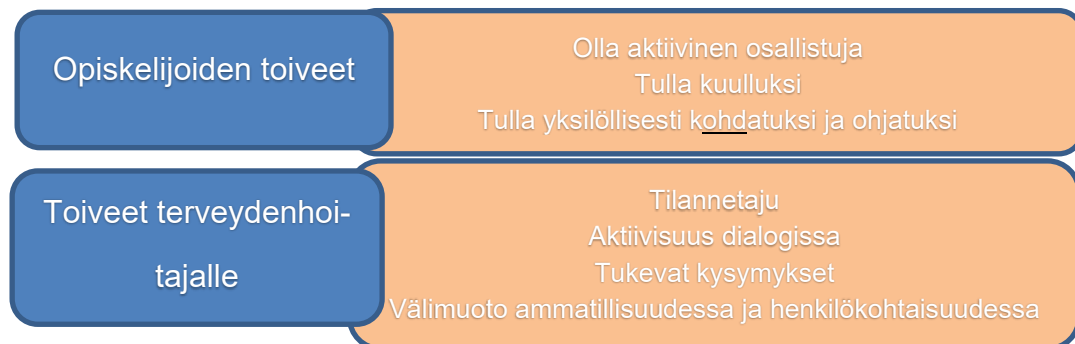 Opiskelijoiden toiveet
Olla aktiivinen osallistuja
Tulla kuulluksi
Tulla yksilöllisesti kohdatuksi ja ohjatuksi
Toiveet terveydenhoi-
tajalle
Tilannetaju
Aktiivisuus dialogissa
Tukevat kysymykset
Välimuoto ammatillisuudessa ja henkilökohtaisuudessa